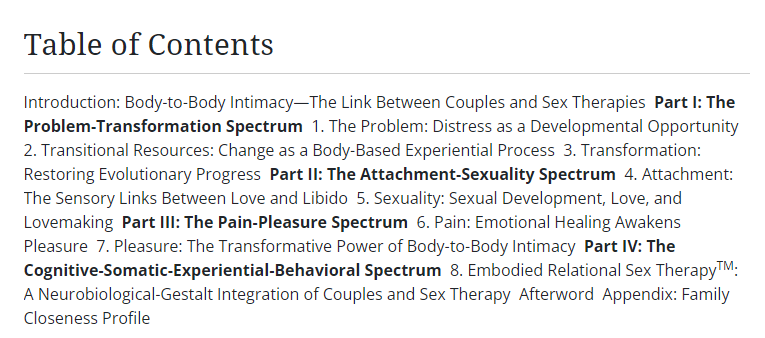 Table of Contents
Introduction: Body-to-Body Intimacy—The Link Between Couples and Sex Therapies  Part I: The
Problem-Transformation Spectrum  1. The Problem: Distress as a Developmental Opportunity
2. Transitional Resources: Change as a Body-Based Experiential Process  3. Transformation:
Restoring Evolutionary Progress  Part II: The Attachment-Sexuality Spectrum  4. Attachment:
The Sensory Links Between Love and Libido  5. Sexuality: Sexual Development, Love, and
Lovemaking  Part III: The Pain-Pleasure Spectrum  6. Pain: Emotional Healing Awakens
Pleasure  7. Pleasure: The Transformative Power of Body-to-Body Intimacy  Part IV: The
Cognitive-Somatic-Experiential-Behavioral Spectrum  8. Embodied Relational Sex Therapy™:
A Neurobiological-Gestalt Integration of Couples and Sex Therapy  Afterword  Appendix: Family
Closeness Profile